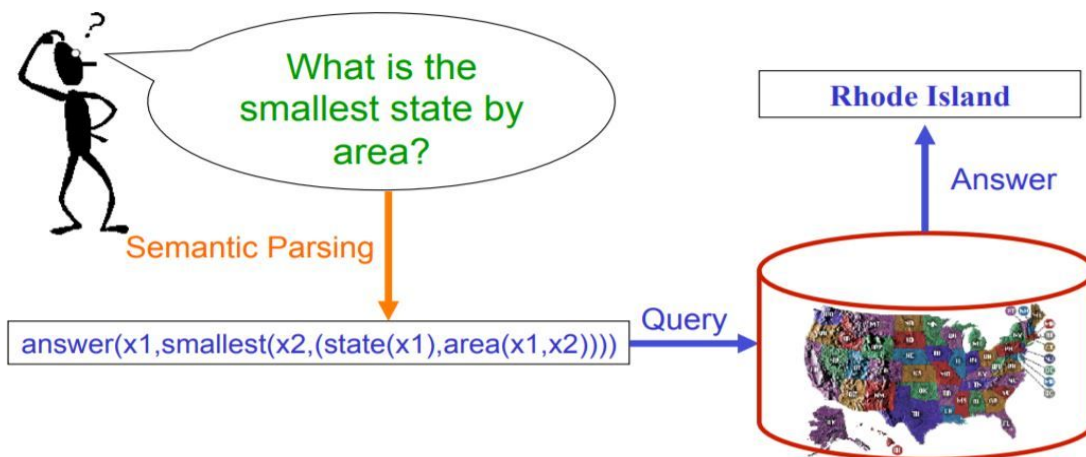 ?
What is the
smallest state by
area?
Rhode Island
Answer
Semantic Parsing
answer(x1,smallest(x2,(state(x1),area(x1,x2))))
Query